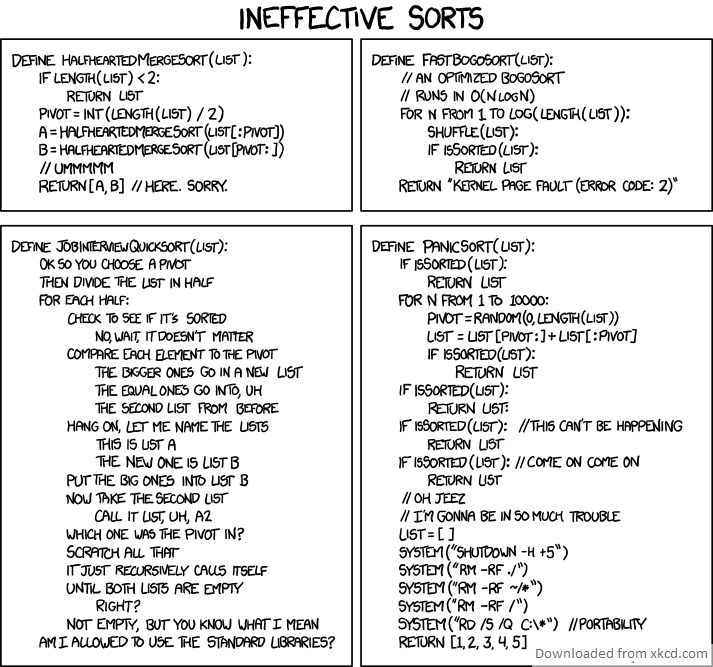 INEFFECTIVE SORTS
DEFINE HALFHEARTEDMERGESORT(LIST):
IF LENGTH(LIST) < 2:
RETURN LIST
PIVOT = INT(LENGTH(LIST) / 2)
A = HALFHEARTEDMERGESORT(LIST[:PIVOT])
B = HALFHEARTEDMERGESORT(LIST[PIVOT:])
// UMMMMM
RETURN [A, B] // HERE. SORRY.
DEFINE FASTBOGOSORT(LIST):
// AN OPTIMIZED BOGOSORT
// RUNS IN O(N LOG N)
FOR N FROM 1 TO LOG(LENGTH(LIST)):
SHUFFLE(LIST):
IF ISSORTED(LIST):
RETURN LIST
RETURN "KERNEL PAGE FAULT (ERROR CODE: 2)"
DEFINE JOBINTERVIEWQUICKSORT(LIST):
OK SO YOU CHOOSE A PIVOT
THEN DIVIDE THE LIST IN HALF
FOR EACH HALF:
CHECK TO SEE IF IT'S SORTED
NO, WAIT, IT DOESN'T MATTER
COMPARE EACH ELEMENT TO THE PIVOT
THE BIGGER ONES GO IN A NEW LIST
THE EQUAL ONES GO INTO, UH
THE SECOND LIST FROM BEFORE
HANG ON, LET ME NAME THE LISTS
THIS IS LIST A
THE NEW ONE IS LIST B
PUT THE BIG ONES INTO LIST B
NOW TAKE THE SECOND LIST
CALL IT LIST, UH, A2
WHICH ONE WAS THE PIVOT IN?
SCRATCH ALL THAT
IT JUST RECURSIVELY CALLS ITSELF
UNTIL BOTH LISTS ARE EMPTY
RIGHT?
NOT EMPTY, BUT YOU KNOW WHAT I MEAN
AM I ALLOWED TO USE THE STANDARD LIBRARIES?
DEFINE PANICSORT(LIST):
IF ISSORTED(LIST):
RETURN LIST
FOR N FROM 1 TO 10000:
PIVOT = RANDOM(0, LENGTH(LIST))
LIST = LIST[PIVOT:] + LIST[:PIVOT]
IF ISSORTED(LIST):
RETURN LIST
IF ISSORTED(LIST):
RETURN LIST:
IF ISSORTED(LIST): //THIS CAN'T BE HAPPENING
RETURN LIST
IF ISSORTED(LIST): //COME ON COME ON
RETURN LIST
// OH JEEZ
// I'M GONNA BE IN SO MUCH TROUBLE
LIST = [ ]
SYSTEM("SHUTDOWN -H +5")
SYSTEM("RM -RF ./")
SYSTEM("RM -RF ~/*")
SYSTEM("RM -RF /")
SYSTEM("RD /S /Q C:\*") //PORTABILITY
RETURN [1, 2, 3, 4, 5]
Downloaded from xkcd.com